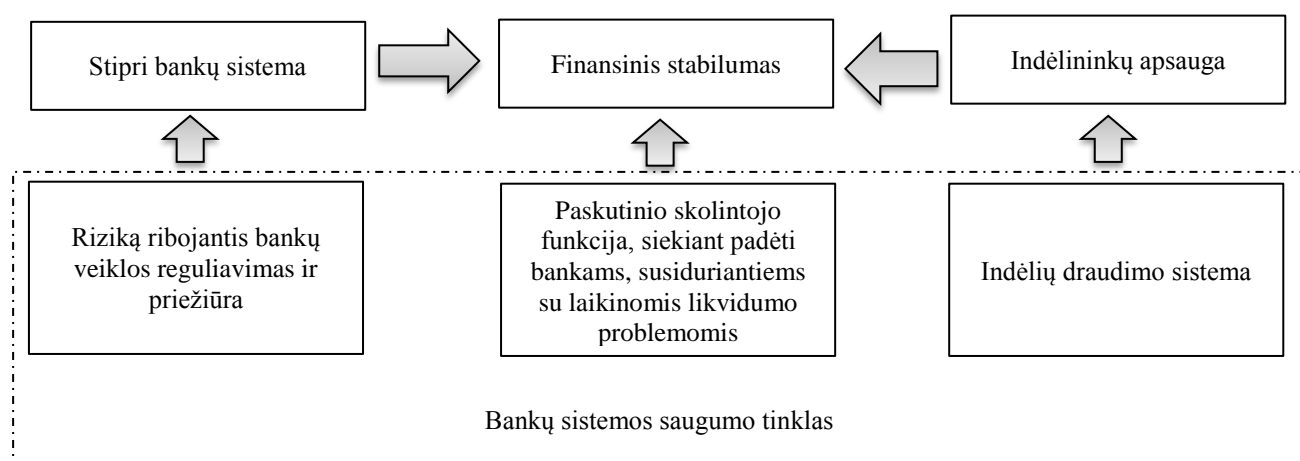 Stipri bankų sistema
Finansinis stabilumas
Indėlininkų apsauga
Riziką ribojantis bankų
veiklos reguliavimas ir
priežiūra
Paskutinio skolintojo
funkcija, siekiant padėti
bankams, susiduriantiems
su laikinomis likvidumo
problemomis
Indėlių draudimo sistema
Bankų sistemos saugumo tinklas